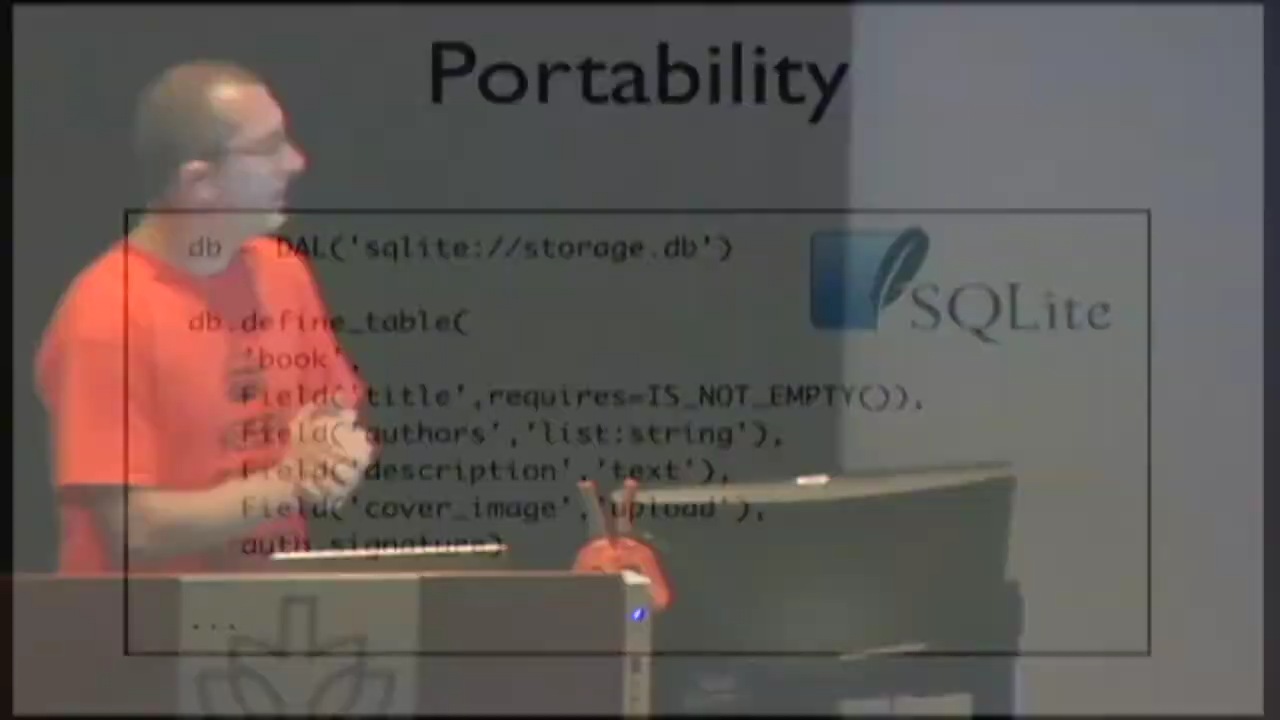 Portability
db = DAL('sqlite://storage.db')
SQLite
db.define_table(
'book',
Field('title',requires=IS_NOT_EMPTY()),
Field('authors','list:string'),
Field('description','text'),
Field('cover_image','upload'),
auth.signature)
...